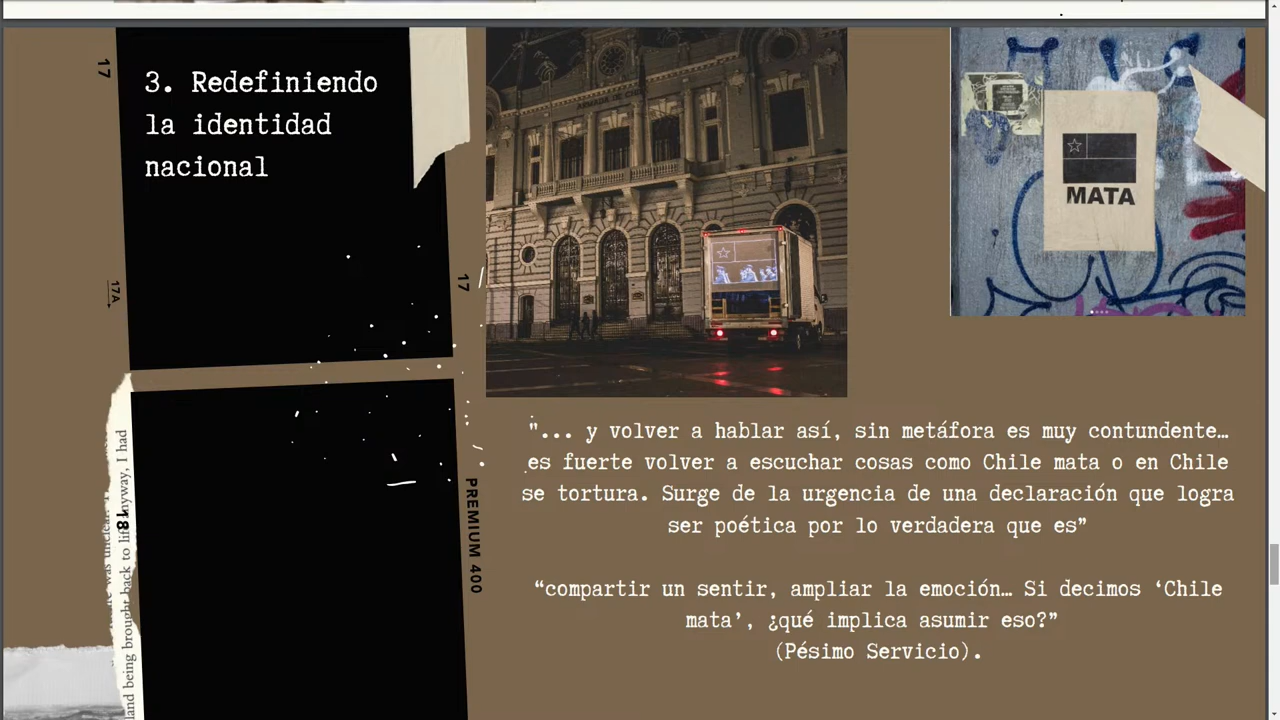 17
3. Redefiniendo
la identidad
nacional
17A
17
MATA
"... y volver a hablar así, sin metáfora es muy contundente…
es fuerte volver a escuchar cosas como Chile mata o en Chile
se tortura. Surge de la urgencia de una declaración que logra
ser poética por lo verdadera que es”
“compartir un sentir, ampliar la emoción… Si decimos ‘Chile
mata’, ¿qué implica asumir eso?”
(Pésimo Servicio).
PREMIUM 400
18
was unclear.
land being brought back to life anyway, I had